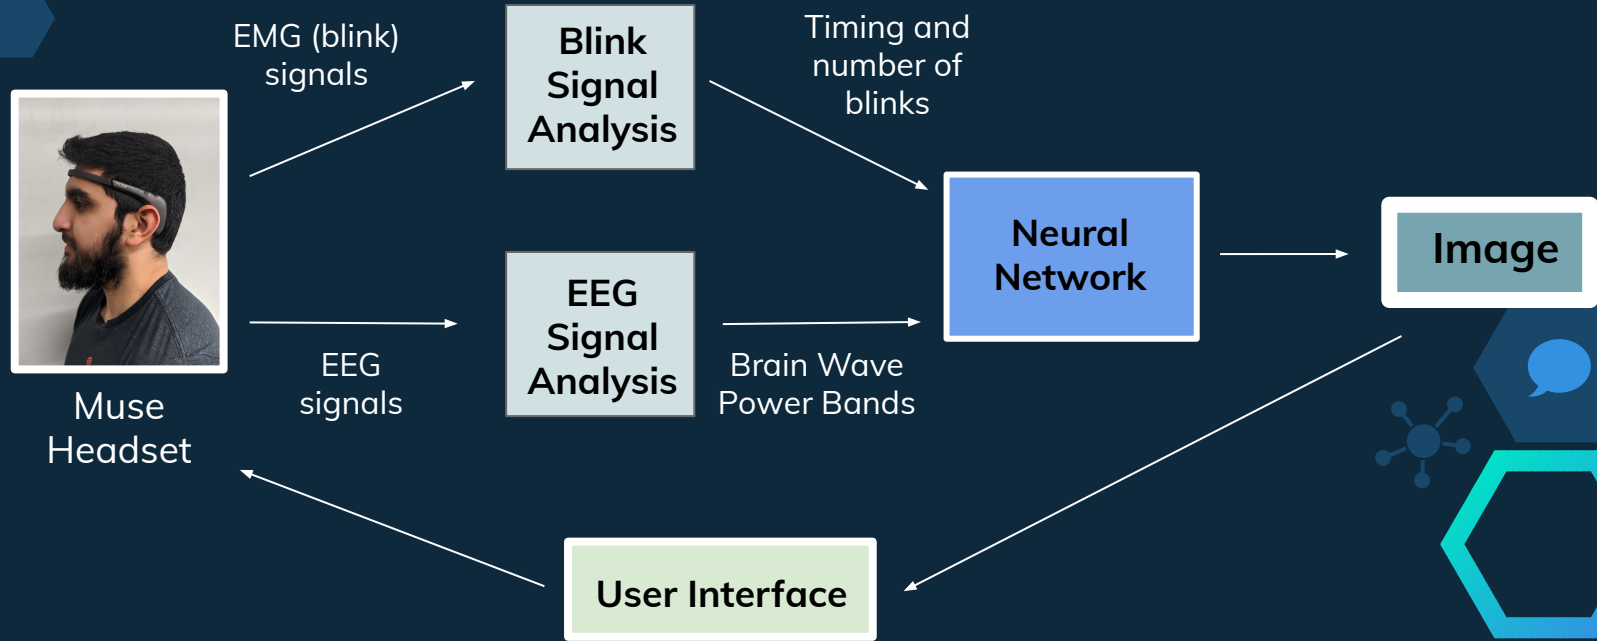 EMG (blink)
signals
Blink
Signal
Analysis
Timing and
number of
blinks
Neural
Network
Image
EEG
signals
EEG
Signal
Analysis
Brain Wave
Power Bands
Muse
Headset
User Interface